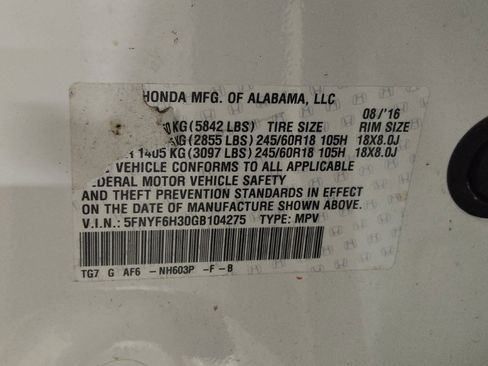 HONDA MFG. OF ALABAMA, LLC
08/'16
KG(5842 LBS) TIRE SIZE RIM SIZE
KG(2855 LBS)245/60R18 105H 18X8.0J
1405 KG(3097 LBS)245/60R18 105H 18X8.0J
VEHICLE CONFORMS TO ALL APPLICABLE
FEDERAL MOTOR VEHICLE SAFETY
AND THEFT PREVENTION STANDARDS IN EFFECT
ON THE DATE OF MANUFACTURE SHOWN ABOVE.
V.I.N.: 5FNYF6H30GB104275 TYPE: MPV
TG7 G AF6 -NH603P -F-B